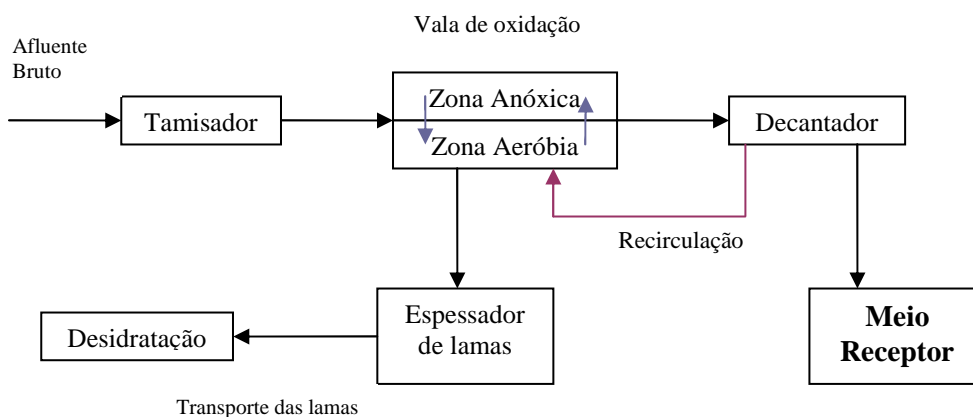 Vala de oxidação
Afluente
Bruto
Tamisador
Zona Anóxica
Zona Aeróbia
Decantador
Recirculação
Desidratação
Espessador
de lamas
Meio
Receptor
Transporte das lamas